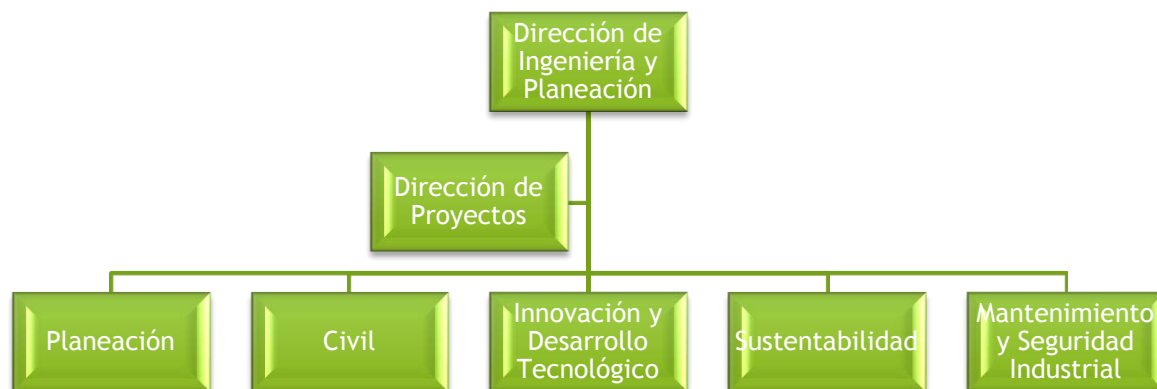 Dirección de
Ingeniería y
Planeación
Dirección de
Proyectos
Planeación
Civil
Innovación y
Desarrollo
Tecnológico
Sustentabilidad
Mantenimiento
y Seguridad
Industrial